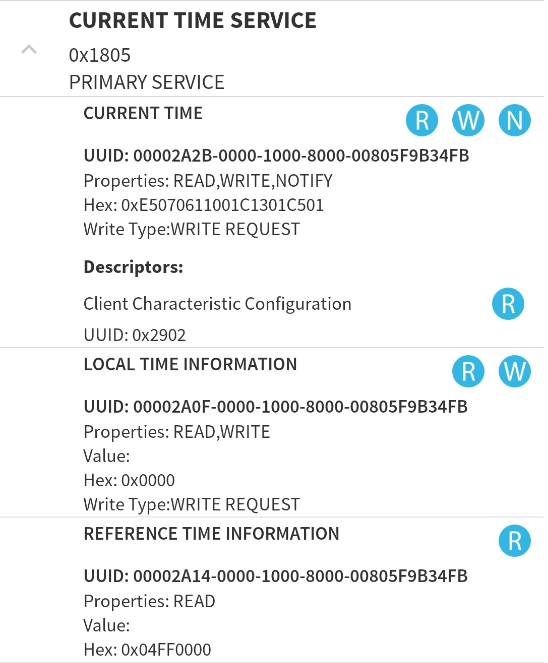 CURRENT TIME SERVICE
0x1805
PRIMARY SERVICE
CURRENT TIME
R W N
UUID: 00002A2B-0000-1000-8000-00805F9B34FB
Properties: READ,WRITE,NOTIFY
Hex: 0xE5070611001C1301C501
Write Type:WRITE REQUEST
Descriptors:
Client Characteristic Configuration
R
UUID: 0x2902
LOCAL TIME INFORMATION
R W
UUID: 00002A0F-0000-1000-8000-00805F9B34FB
Properties: READ,WRITE
Value:
Hex: 0x0000
Write Type:WRITE REQUEST
REFERENCE TIME INFORMATION
R
UUID: 00002A14-0000-1000-8000-00805F9B34FB
Properties: READ
Value:
Hex: 0x04FF0000